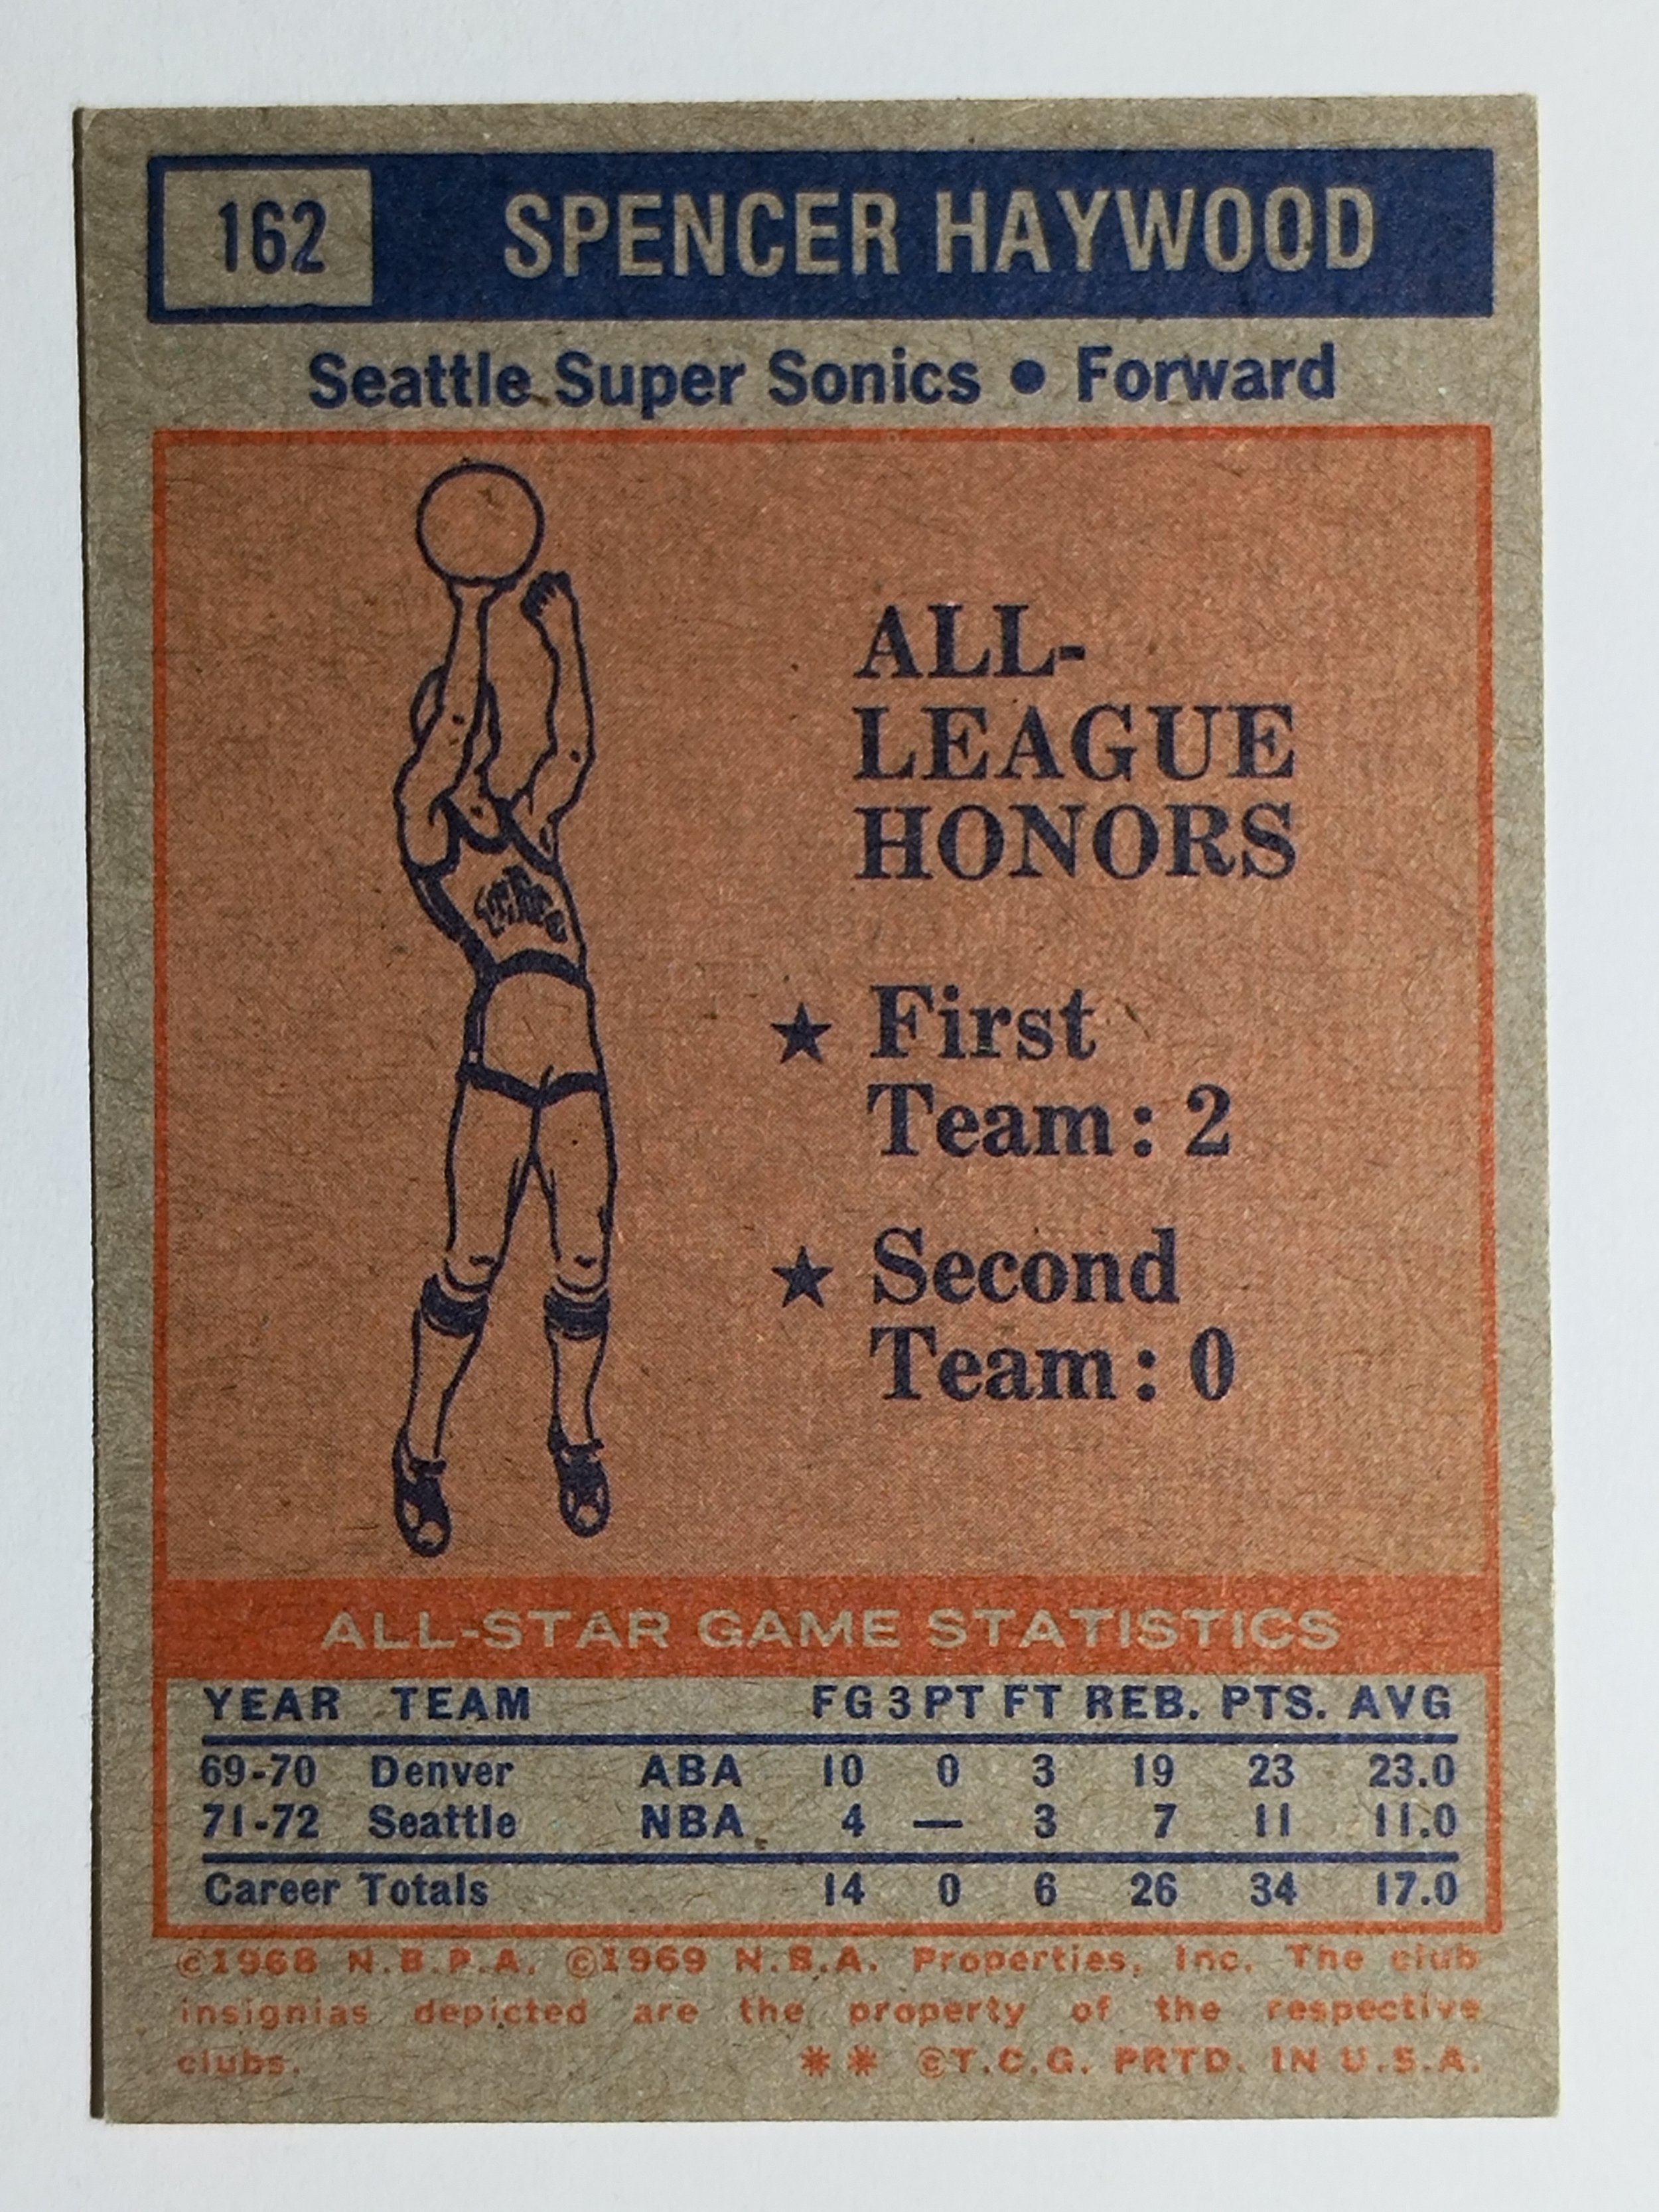 162 SPENCER HAYWOOD
Seattle Super Sonics • Forward
ALL-
LEAGUE
HONORS
★ First
Team: 2
★ Second
Team: 0
ALL-STAR GAME STATISTICS
YEAR TEAM FG 3PT FT REB. PTS. AVG
69-70 Denver ABA 10 0 3 19 23 23.0
71-72 Seattle NBA 4 — 3 7 11 11.0
Career Totals 14 0 6 26 34 17.0
©1968 N.B.P.A. ©1969 N.B.A. Properties, Inc. The club
insignias depicted are the property of the respective
clubs. ** ©T.C.G. PRTD. IN U.S.A.